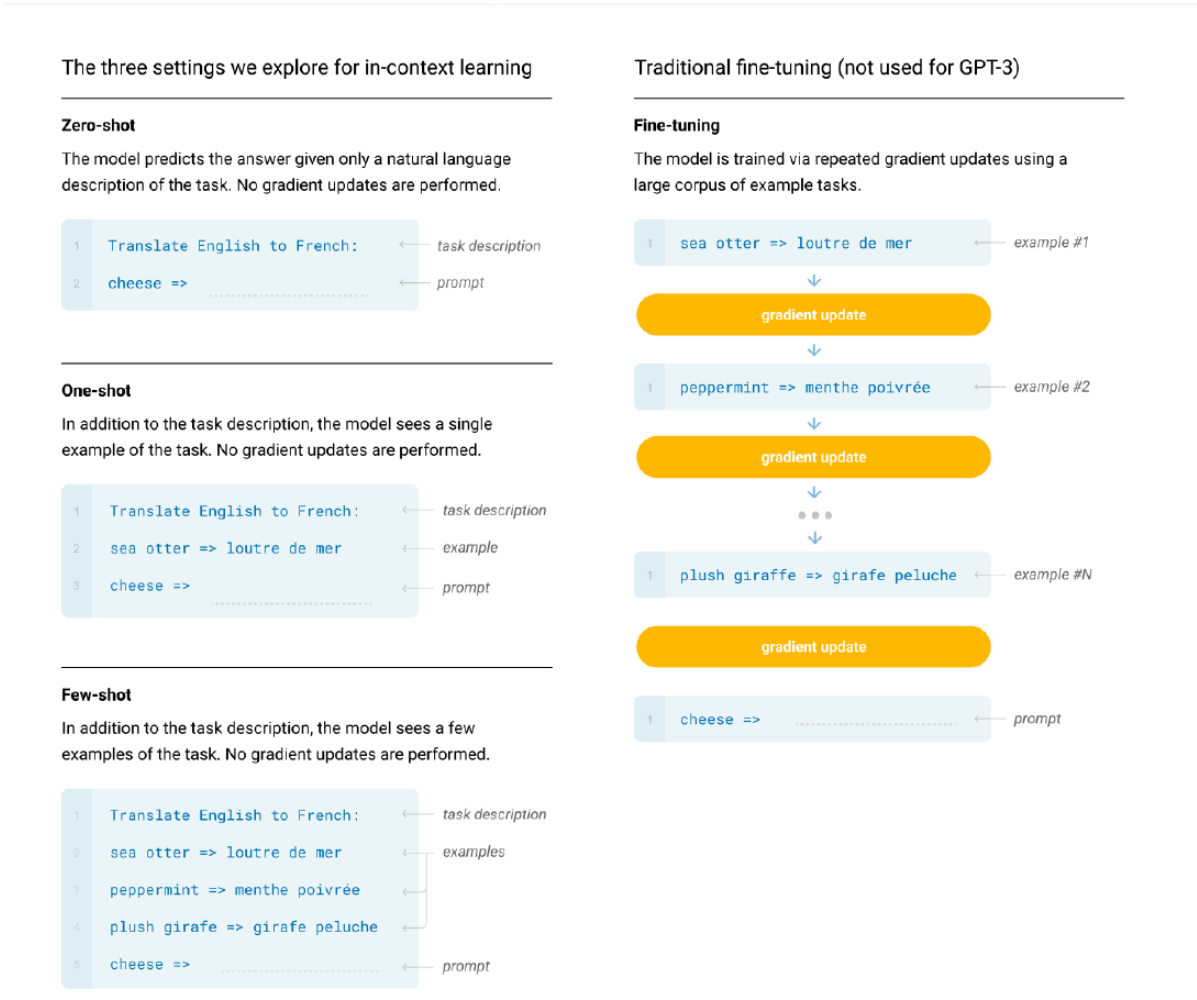 The three settings we explore for in-context learning
Zero-shot
The model predicts the answer given only a natural language
description of the task. No gradient updates are performed.
1 Translate English to French: task description
2 cheese => prompt
One-shot
In addition to the task description, the model sees a single
example of the task. No gradient updates are performed.
1 Translate English to French: task description
2 sea otter => loutre de mer example
3 cheese => prompt
Few-shot
In addition to the task description, the model sees a few
examples of the task. No gradient updates are performed.
1 Translate English to French: task description
2 sea otter => loutre de mer examples
3 peppermint => menthe poivrée
4 plush girafe => girafe peluche
5 cheese => prompt
Traditional fine-tuning (not used for GPT-3)
Fine-tuning
The model is trained via repeated gradient updates using a
large corpus of example tasks.
1 sea otter => loutre de mer example #1
gradient update
1 peppermint => menthe poivrée example #2
gradient update
1 plush giraffe => girafe peluche example #N
gradient update
1 cheese => prompt